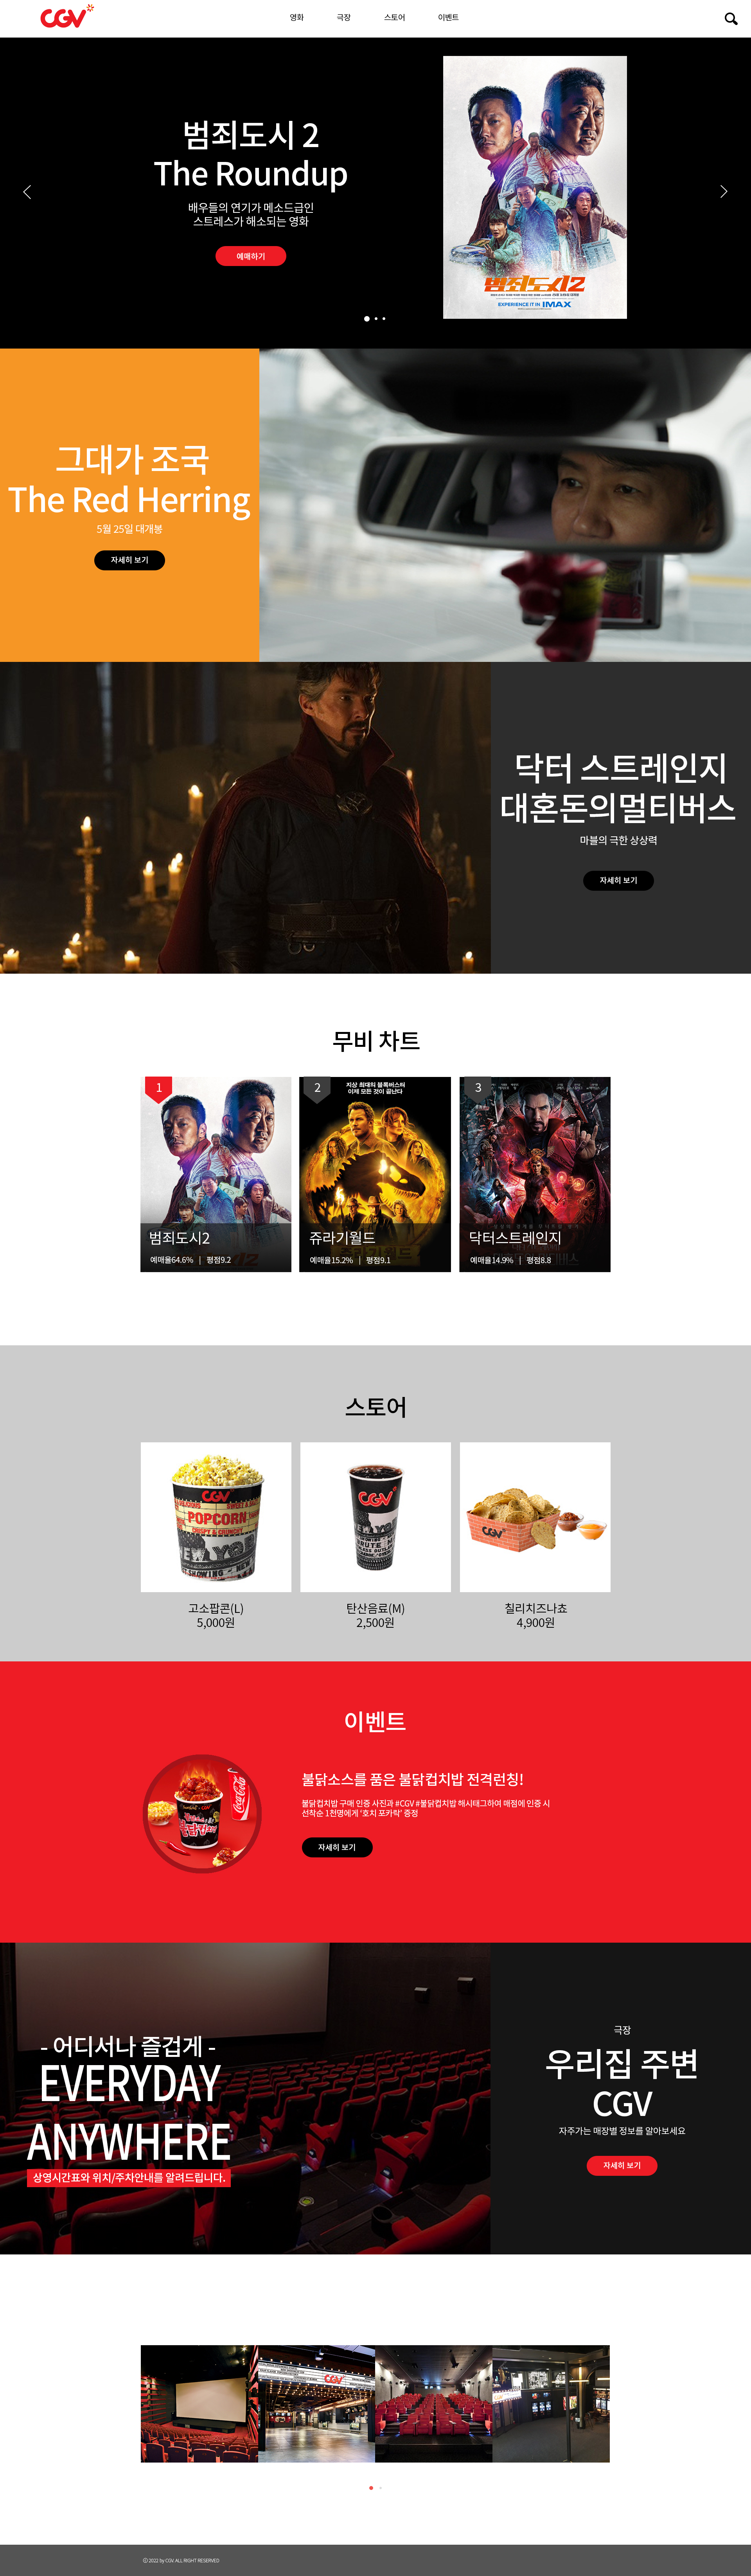 CGV
영화 극장 스토어 이벤트
범죄도시 2
The Roundup
배우들의 연기가 메소드급인
스트레스가 해소되는 영화
예매하기
범죄도시2
EXPERIENCE IT IN IMAX
그대가 조국
The Red Herring
5월 25일 대개봉
자세히 보기
닥터 스트레인지
대혼돈의멀티버스
마블의 극한 상상력
자세히 보기
무비 차트
1
2
3
지상 최대의 블록버스터
이제 모든 것이 끝난다
범죄도시2
쥬라기월드
닥터스트레인지
예매율64.6% | 평점9.2
예매율15.2% | 평점9.1
예매율14.9% | 평점8.8
스토어
CGV
POPCORN
CGV
CGV
고소팝콘(L)
5,000원
탄산음료(M)
2,500원
칠리치즈나쵸
4,900원
이벤트
Coca-Cola
불닭소스를 품은 불닭컵치밥 전격런칭!
불닭컵치밥 구매 인증 사진과 #CGV #불닭컵치밥 해시태그하여 매점에 인증 시
선착순 1천명에게 '호치 포카락' 증정
자세히 보기
- 어디서나 즐겁게 -
EVERYDAY
ANYWHERE
상영시간표와 위치/주차안내를 알려드립니다.
극장
우리집 주변
CGV
자주가는 매장별 정보를 알아보세요
자세히 보기
CGV
ⓒ 2022 by CGV. ALL RIGHT RESERVED